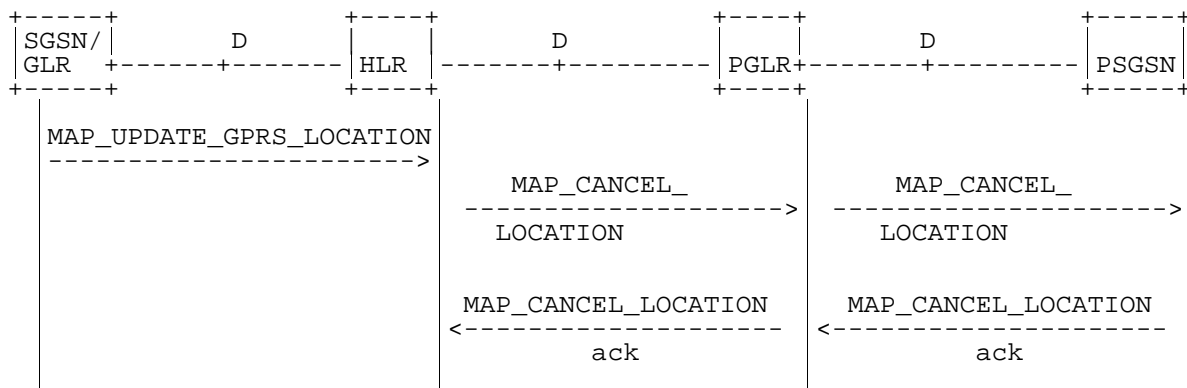 D D D
SGSN/
GLR HLR PGLR PSGSN
MAP_UPDATE_GPRS_LOCATION
MAP_CANCEL_ MAP_CANCEL_
LOCATION LOCATION
MAP_CANCEL_LOCATION MAP_CANCEL_LOCATION
ack ack